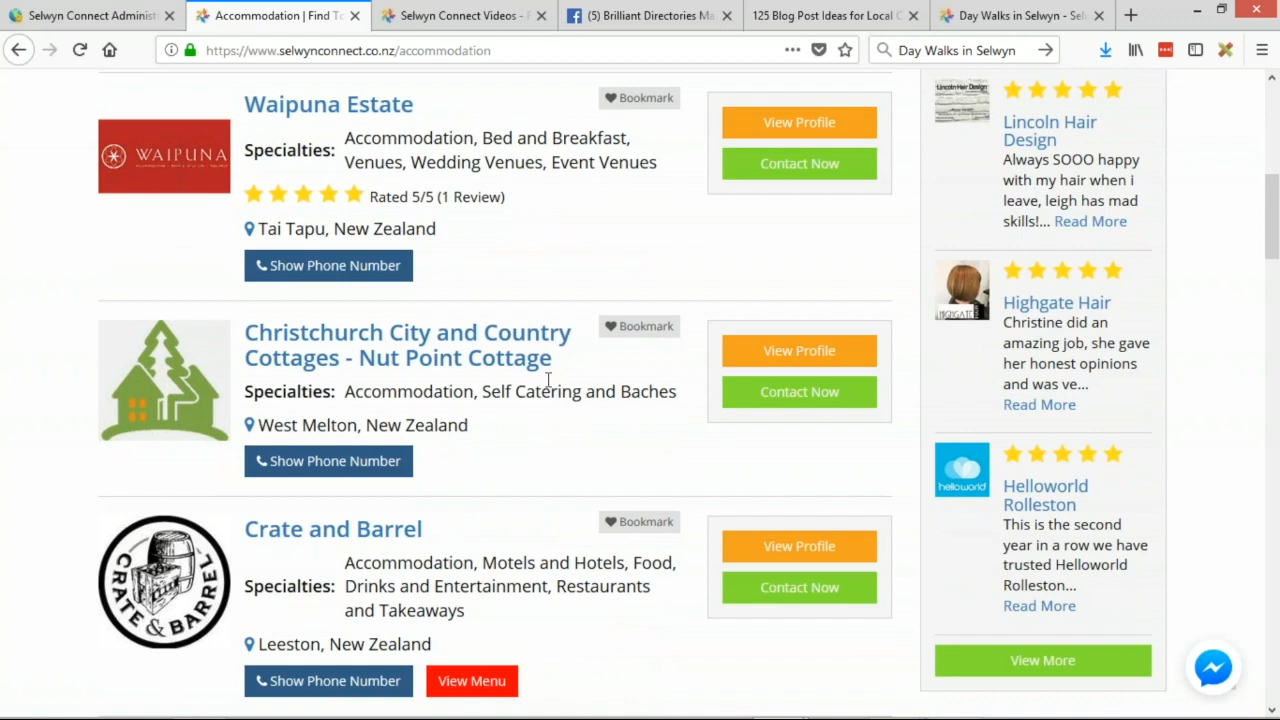 Selwyn Connect Administ
Accommodation | Find To
Selwyn Connect Videos - F
(5) Brilliant Directories Ma
125 Blog Post Ideas for Local C
Day Walks in Selwyn - Selw
https://www.selwynconnect.co.nz/accommodation
Day Walks in Selwyn
Waipuna Estate
Bookmark
WAIPUNA
Specialties: Accommodation, Bed and Breakfast,
Venues, Wedding Venues, Event Venues
Rated 5/5 (1 Review)
Tai Tapu, New Zealand
Show Phone Number
View Profile
Contact Now
Christchurch City and Country
Cottages - Nut Point Cottage
Bookmark
Specialties: Accommodation, Self Catering and Baches
West Melton, New Zealand
Show Phone Number
View Profile
Contact Now
CRATE & BARREL
Crate and Barrel
Bookmark
Accommodation, Motels and Hotels, Food,
Specialties: Drinks and Entertainment, Restaurants
and Takeaways
Leeston, New Zealand
Show Phone Number
View Menu
View Profile
Contact Now
Lincoln Hair Design
Lincoln Hair
Design
Always SOOO happy
with my hair when i
leave, leigh has mad
skills!... Read More
HIGHGATE
Highgate Hair
Christine did an
amazing job, she gave
her honest opinions
and was ve...
Read More
helloworld
Helloworld
Rolleston
This is the second
year in a row we have
trusted Helloworld
Rolleston...
Read More
View More